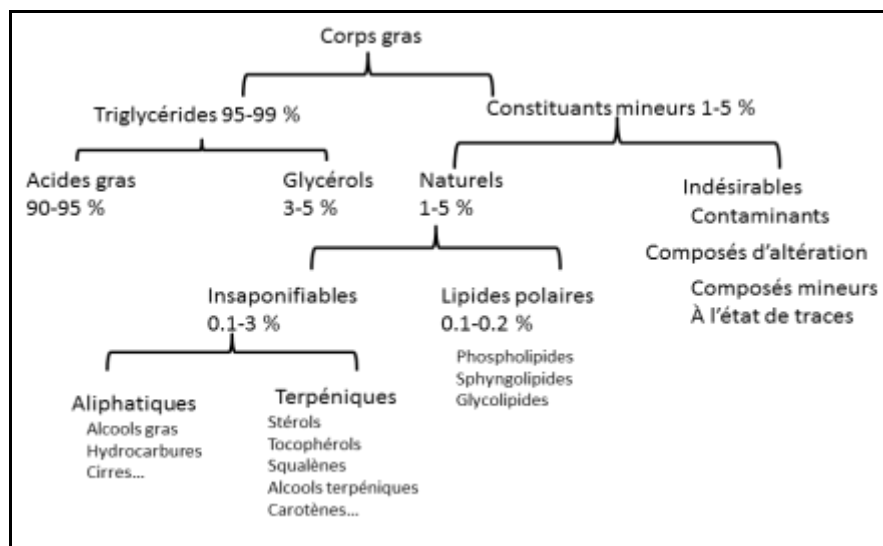 Corps gras
Triglycérides 95-99 %
Constituants mineurs 1-5 %
Acides gras
90-95 %
Glycérols
3-5 %
Naturels
1-5 %
Indésirables
Contaminants
Composés d'altération
Composés mineurs
À l'état de traces
Insaponifiables
0.1-3 %
Lipides polaires
0.1-0.2 %
Phospholipides
Sphyngolipides
Glycolipides
Aliphatiques
Alcools gras
Hydrocarbures
Cirres...
Terpéniques
Stérols
Tocophérols
Squalènes
Alcools terpéniques
Carotènes...